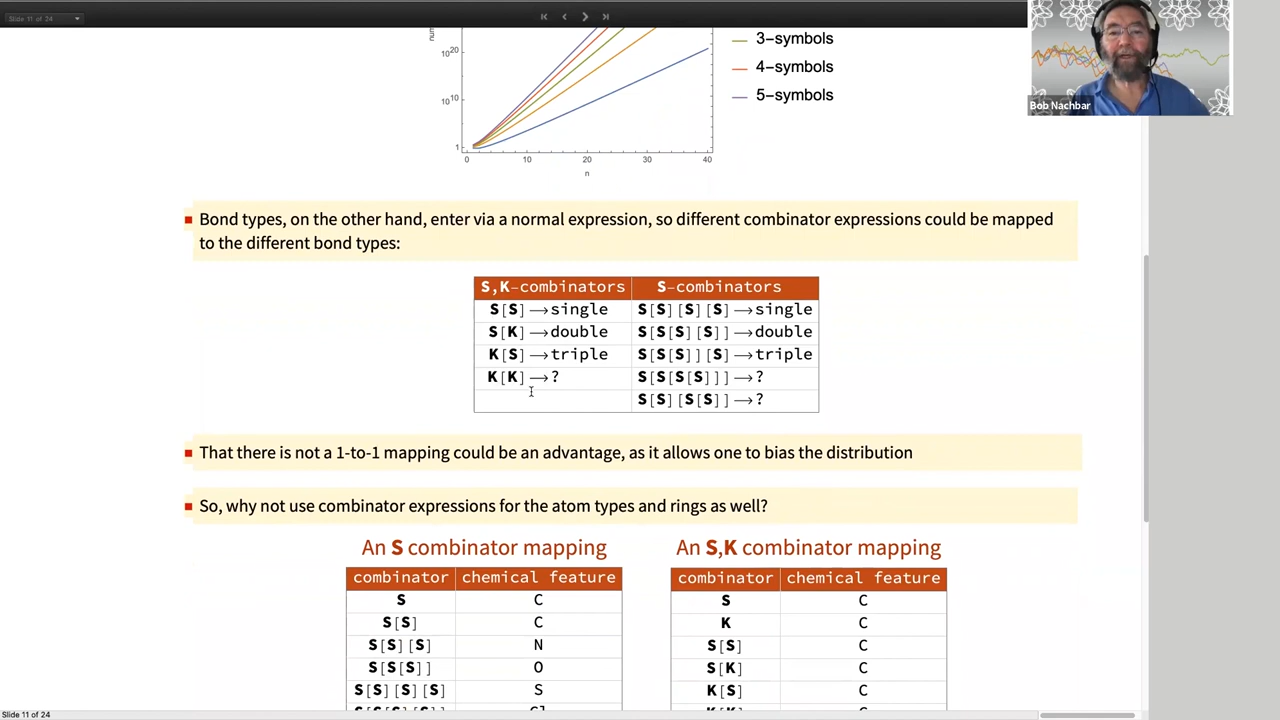 Slide 11 of 24
3-symbols
10^20
4-symbols
10^10
5-symbols
1
0 10 20 30 40
n
Bob Nachbar
Bond types, on the other hand, enter via a normal expression, so different combinator expressions could be mapped
to the different bond types:
S,K-combinators S-combinators
S[S]→single S[S][S][S]→single
S[K]→double S[S[S][S]]→double
K[S]→triple S[S[S]][S]→triple
K[K]→? S[S[S[S]]]→?
S[S][S[S]]→?
That there is not a 1-to-1 mapping could be an advantage, as it allows one to bias the distribution
So, why not use combinator expressions for the atom types and rings as well?
An S combinator mapping An S,K combinator mapping
combinator chemical feature combinator chemical feature
S C S C
S[S] C K C
S[S][S] N S[S] C
S[S[S]] O S[K] C
S[S][S][S] S K[S] C
Slide 11 of 24